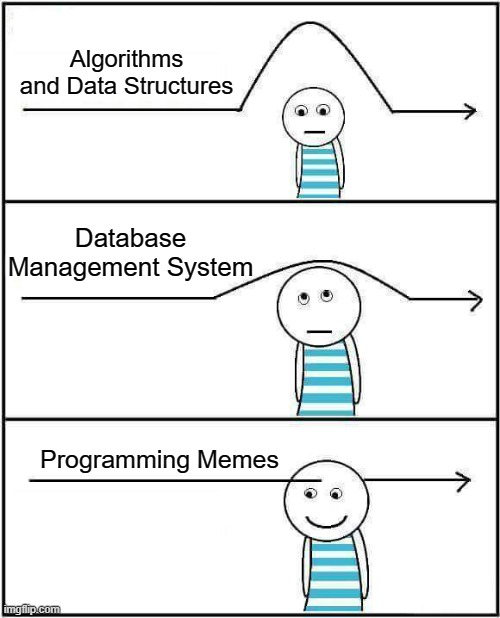 Algorithms
and Data Structures
Database
Management System
Programming Memes
imgflip.com